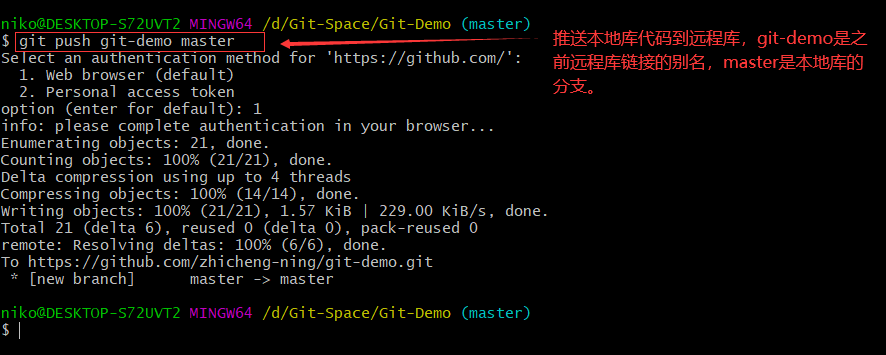 niko@DESKTOP-S72UVT2 MINGW64 /d/Git-Space/Git-Demo (master)
$ git push git-demo master
Select an authentication method for 'https://github.com/':
  1. Web browser (default)
  2. Personal access token
option (enter for default): 1
info: please complete authentication in your browser...
Enumerating objects: 21, done.
Counting objects: 100% (21/21), done.
Delta compression using up to 4 threads
Compressing objects: 100% (14/14), done.
Writing objects: 100% (21/21), 1.57 KiB | 229.00 KiB/s, done.
Total 21 (delta 6), reused 0 (delta 0), pack-reused 0
remote: Resolving deltas: 100% (6/6), done.
To https://github.com/zhicheng-ning/git-demo.git
 * [new branch]      master -> master
niko@DESKTOP-S72UVT2 MINGW64 /d/Git-Space/Git-Demo (master)
$
推送本地库代码到远程库，git-demo是之
前远程库链接的别名，master是本地库的
分支。